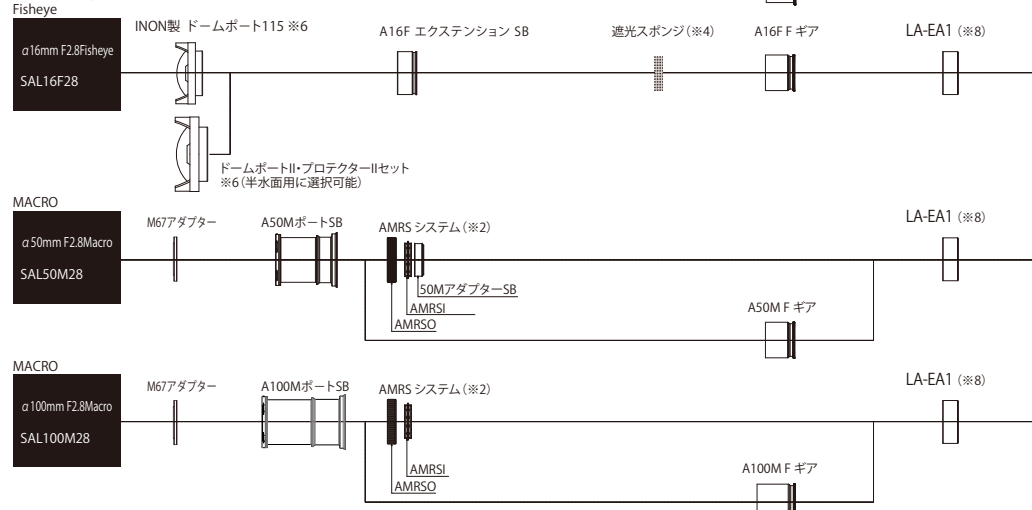 Fisheye
α16mm F2.8Fisheye
SAL16F28
INON製 ドームポート115 ※6
A16F エクステンション SB
遮光スポンジ(※4)
A16F F ギア
LA-EA1 (※8)
ドームポートII・プロテクターIIセット
※6(半水面用に選択可能)
MACRO
α50mm F2.8Macro
SAL50M28
M67アダプター
A50MポートSB
AMRS システム(※2)
LA-EA1 (※8)
50MアダプターSB
AMRSI
AMRSO
A50M F ギア
MACRO
α100mm F2.8Macro
SAL100M28
M67アダプター
A100MポートSB
AMRS システム(※2)
LA-EA1 (※8)
AMRSI
AMRSO
A100M F ギア